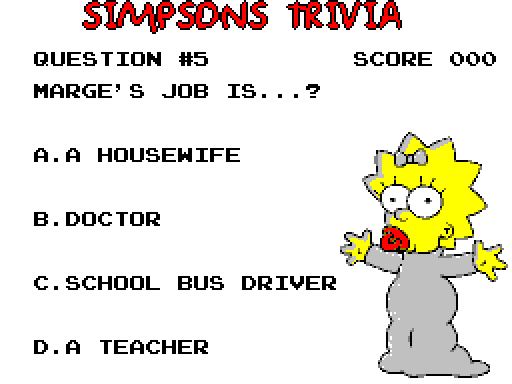 SIMPSONS TRIVIA
QUESTION #5 SCORE 000
MARGE'S JOB IS...?
A.A HOUSEWIFE
B.DOCTOR
C.SCHOOL BUS DRIVER
D.A TEACHER